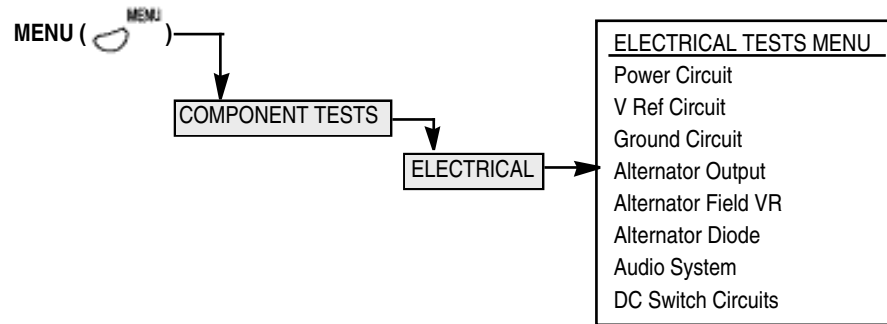 MENU
MENU ( )
COMPONENT TESTS
ELECTRICAL
ELECTRICAL TESTS MENU
Power Circuit
V Ref Circuit
Ground Circuit
Alternator Output
Alternator Field VR
Alternator Diode
Audio System
DC Switch Circuits